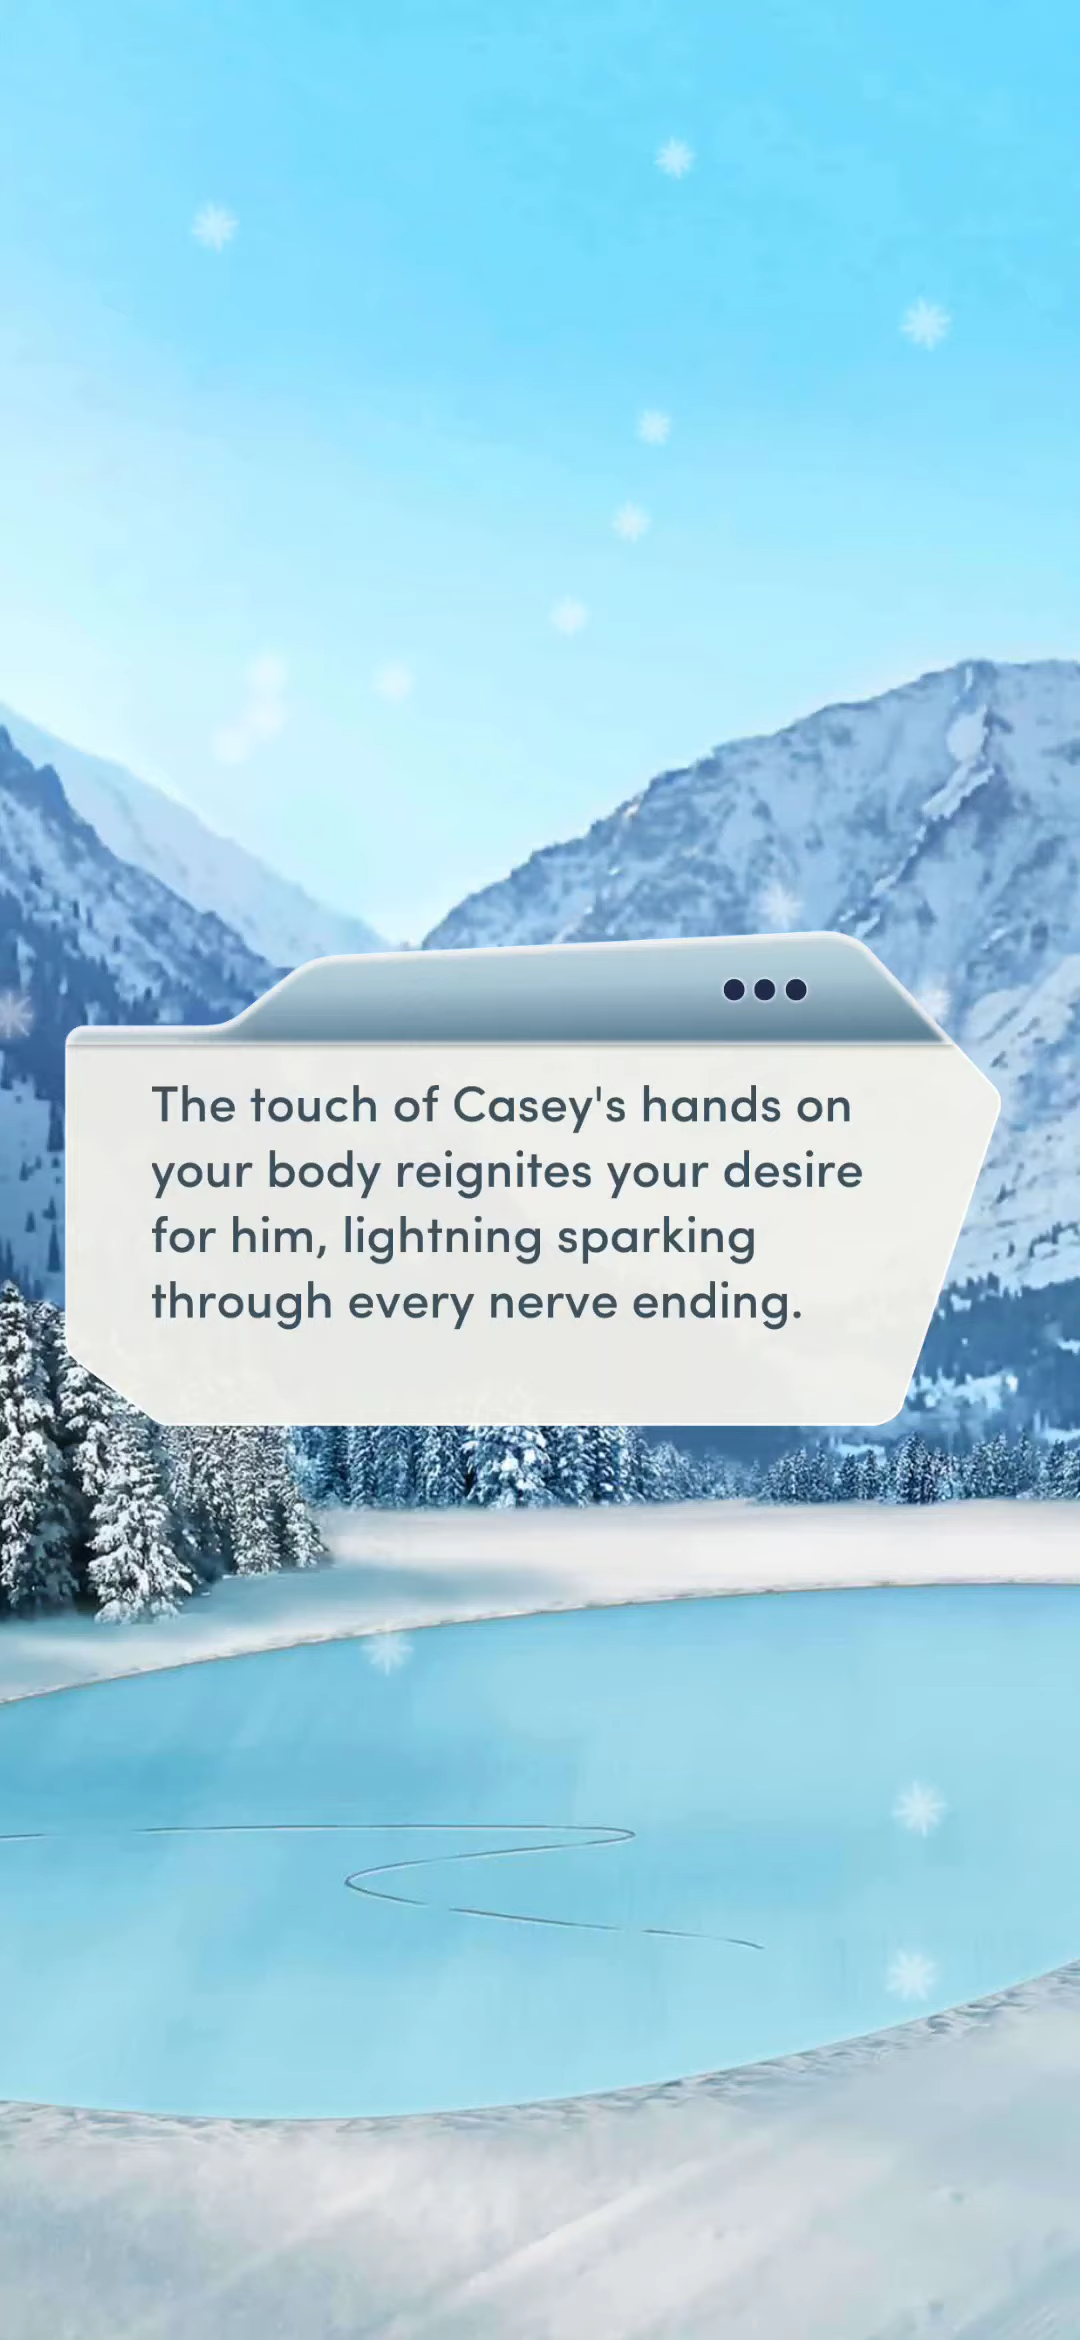 The touch of Casey's hands on
your body reignites your desire
for him, lightning sparking
through every nerve ending.